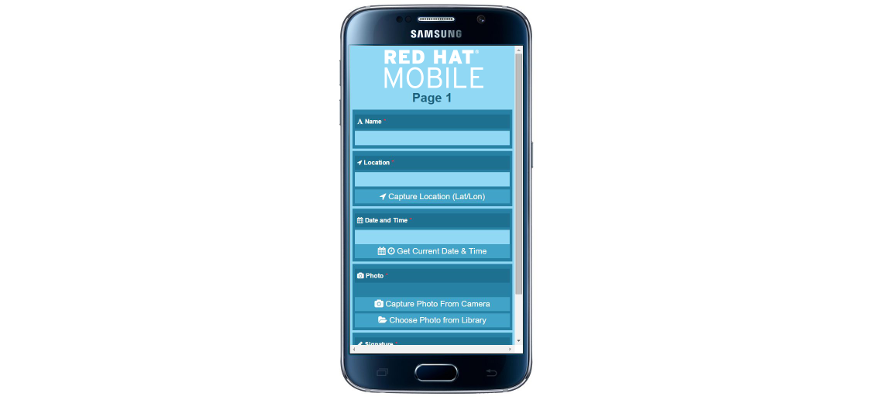 SAMSUNG
RED HAT®
MOBILE
Page 1
Name
Location *
Capture Location (Lat/Lon)
Date and Time *
Get Current Date & Time
Photo
Capture Photo From Camera
Choose Photo from Library
Signature *